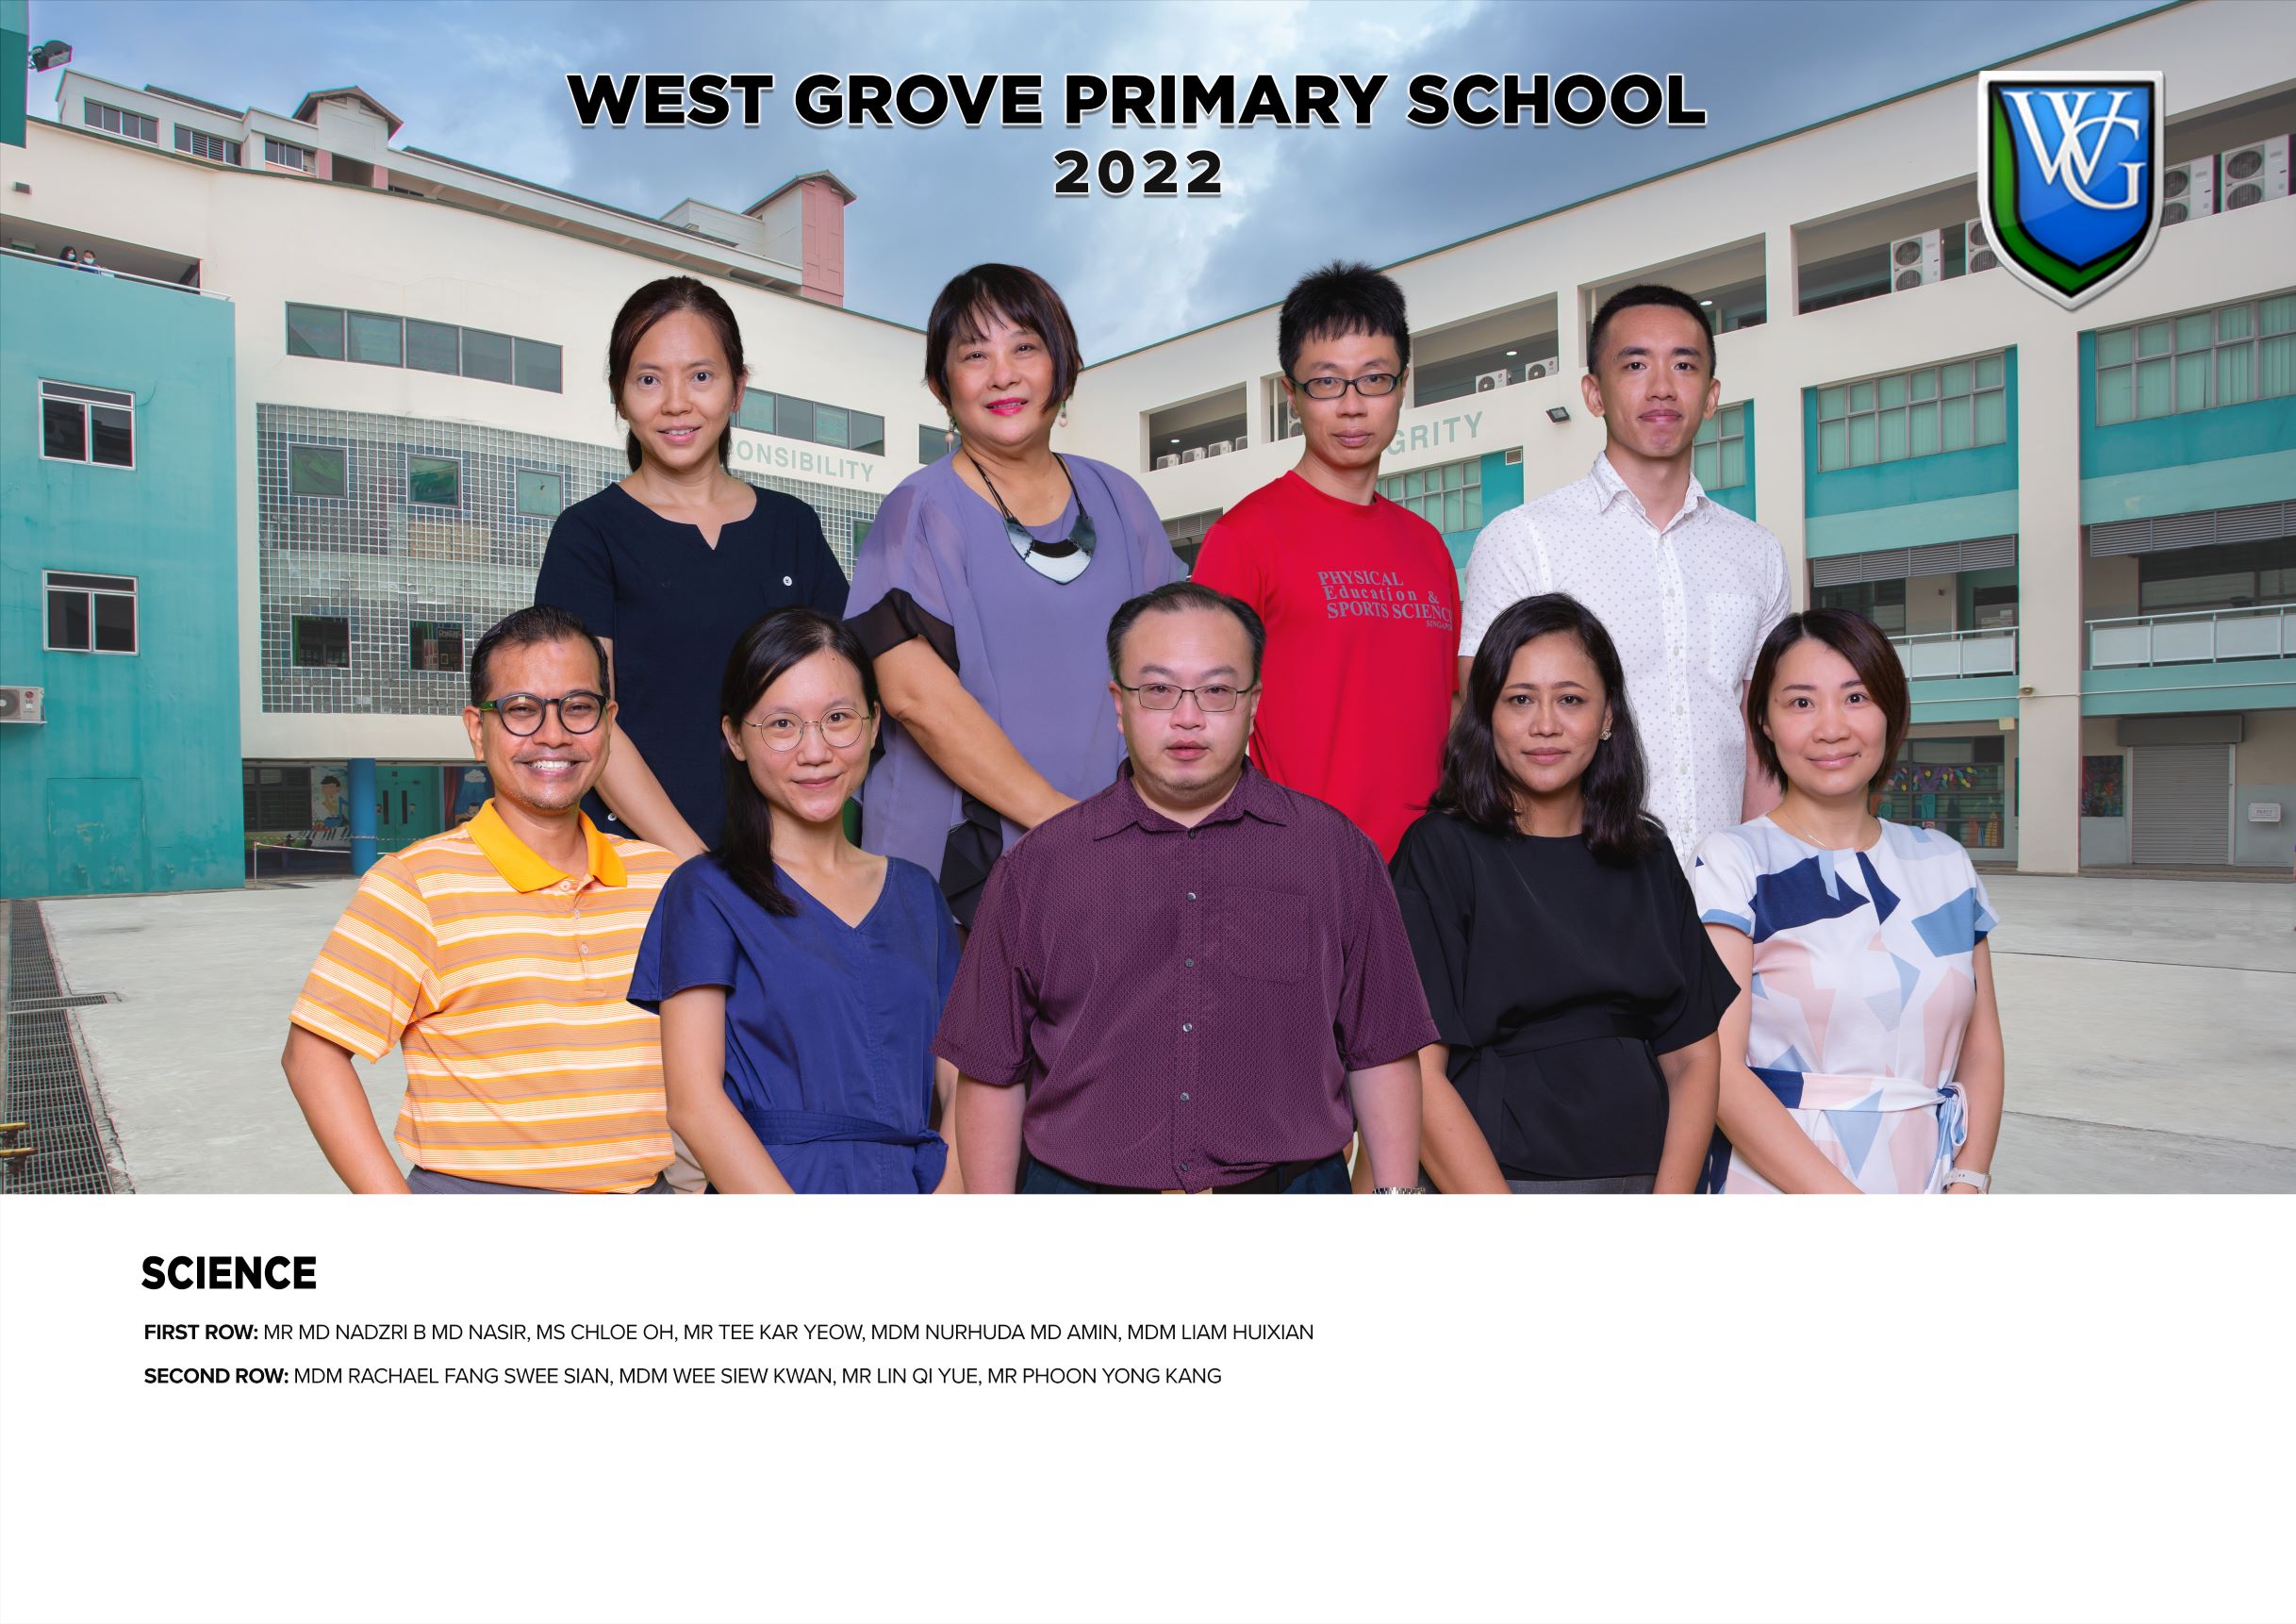 WEST GROVE PRIMARY SCHOOL
2022
WG
ONSIBILITY
GRITY
PHYSICAL
Education &
SPORTS SCIENC
SCIENCE
FIRST ROW: MR MD NADZRI B MD NASIR, MS CHLOE OH, MR TEE KAR YEOW, MDM NURHUDA MD AMIN, MDM LIAM HUIXIAN
SECOND ROW: MDM RACHAEL FANG SWEE SIAN, MDM WEE SIEW KWAN, MR LIN QI YUE, MR PHOON YONG KANG